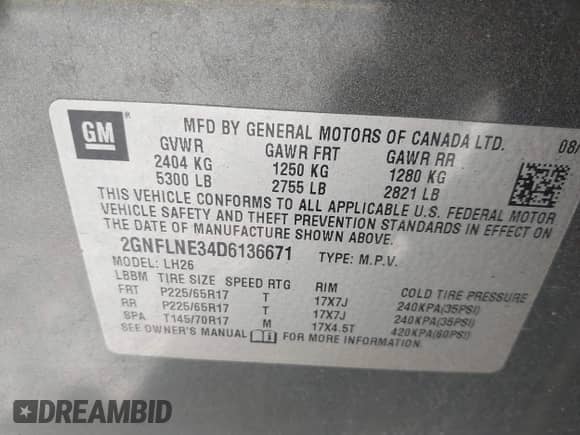 GM ®
MFD BY GENERAL MOTORS OF CANADA LTD. 08/
GVWR GAWR FRT GAWR RR
2404 KG 1250 KG 1280 KG
5300 LB 2755 LB 2821 LB
THIS VEHICLE CONFORMS TO ALL APPLICABLE U.S. FEDERAL MOTOR
VEHICLE SAFETY AND THEFT PREVENTION STANDARDS IN EFFECT ON
THE DATE OF MANUFACTURE SHOWN ABOVE.
2GNFLNE34D6136671 TYPE: M.P.V.
MODEL: LH26
LBBM TIRE SIZE SPEED RTG RIM COLD TIRE PRESSURE
FRT P225/65R17 T 17X7J 240KPA(35PSI)
RR P225/65R17 T 17X7J 240KPA(35PSI)
SPA T145/70R17 M 17X4.5T 420KPA(60PSI)
SEE OWNER'S MANUAL FOR MORE INFORMATION.
DREAMBID